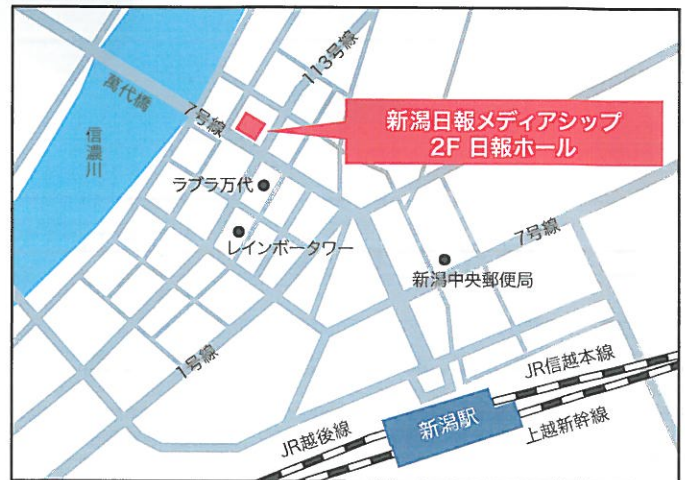 113号線
萬代橋
7号線
信濃川
新潟日報メディアシップ
2F 日報ホール
ラブラ万代
レインボータワー
7号線
新潟中央郵便局
1号線
JR信越本線
新潟駅
上越新幹線
JR越後線